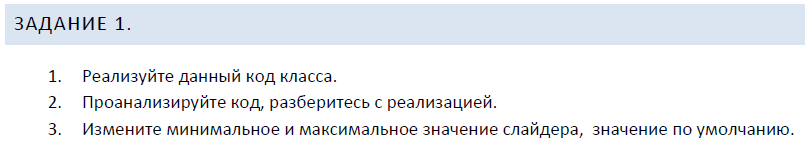 ЗАДАНИЕ 1.
1. Реализуйте данный код класса.
2. Проанализируйте код, разберитесь с реализацией.
3. Измените минимальное и максимальное значение слайдера, значение по умолчанию.